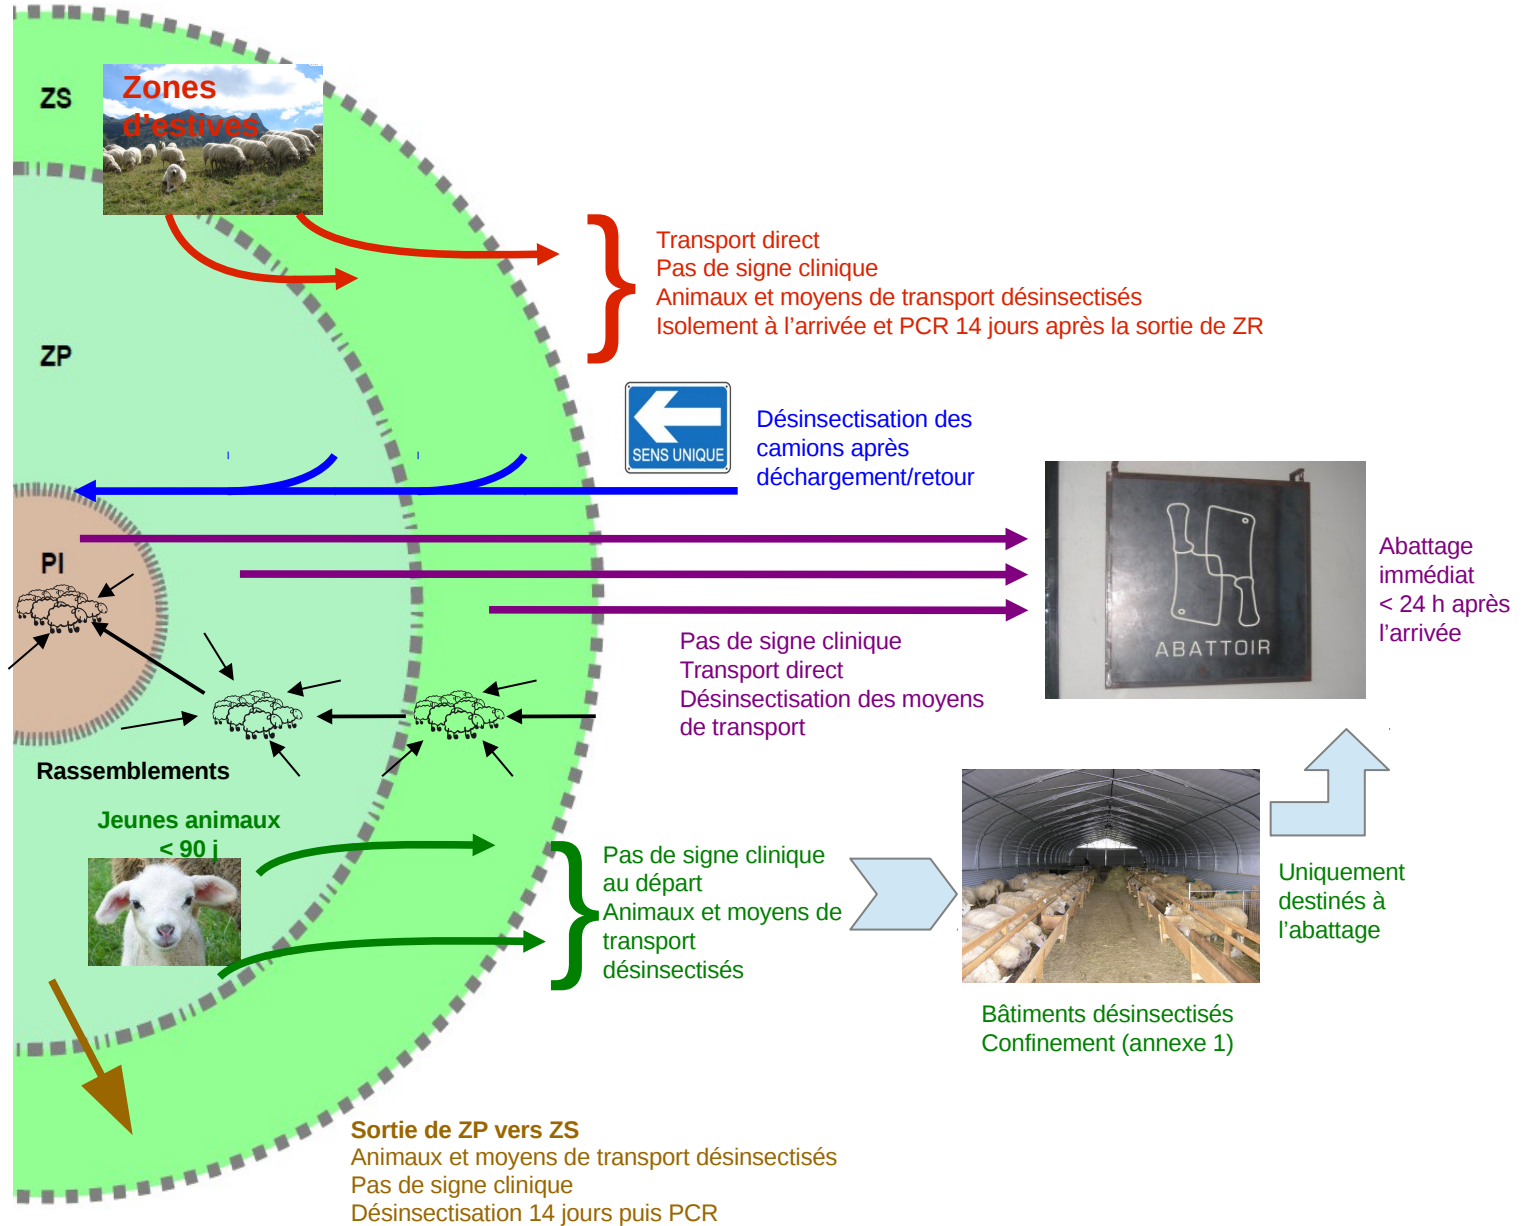 ZS
Zones
d'estives
Transport direct
Pas de signe clinique
Animaux et moyens de transport désinsectisés
Isolement à l'arrivée et PCR 14 jours après la sortie de ZR
ZP
SENS UNIQUE
Désinsectisation des
camions après
déchargement/retour
PI
ABATTOIR
Abattage
immédiat
< 24 h après
l'arrivée
Pas de signe clinique
Transport direct
Désinsectisation des moyens
de transport
Rassemblements
Jeunes animaux
< 90 j
Pas de signe clinique
au départ
Animaux et moyens de
transport
désinsectisés
Uniquement
destinés à
l'abattage
Bâtiments désinsectisés
Confinement (annexe 1)
Sortie de ZP vers ZS
Animaux et moyens de transport désinsectisés
Pas de signe clinique
Désinsectisation 14 jours puis PCR